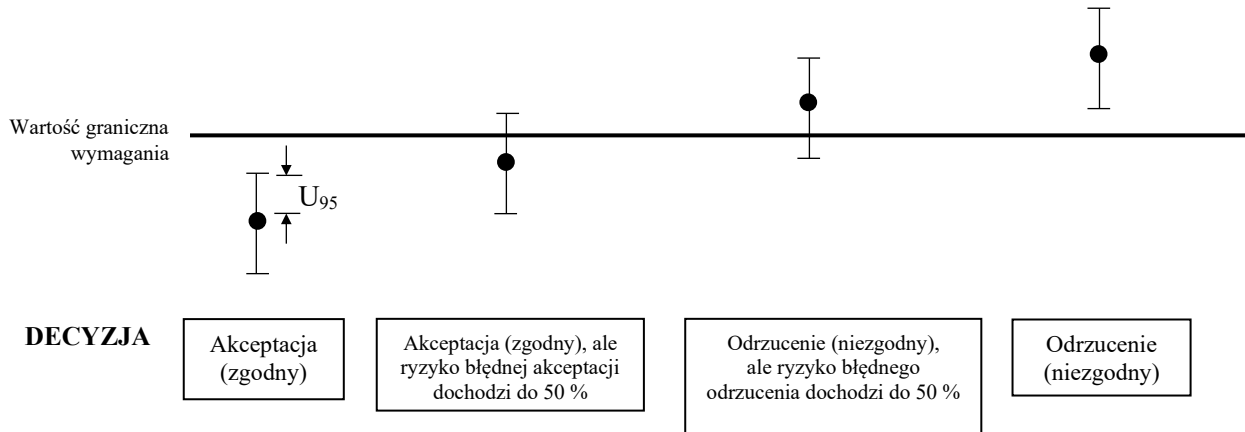 Wartość graniczna
wymagania
U95
DECYZJA
Akceptacja
(zgodny)
Akceptacja (zgodny), ale
ryzyko błędnej akceptacji
dochodzi do 50 %
Odrzucenie (niezgodny),
ale ryzyko błędnego
odrzucenia dochodzi do 50 %
Odrzucenie
(niezgodny)